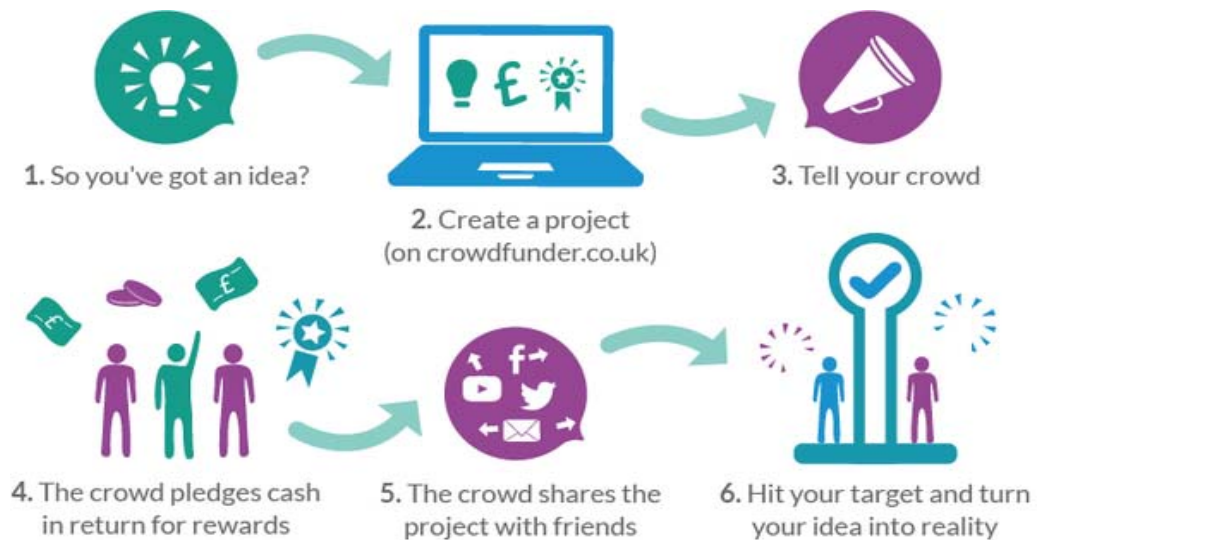 1. So you've got an idea?
£
2. Create a project
(on crowdfunder.co.uk)
3. Tell your crowd
£
£
4. The crowd pledges cash
in return for rewards
f
5. The crowd shares the
project with friends
6. Hit your target and turn
your idea into reality